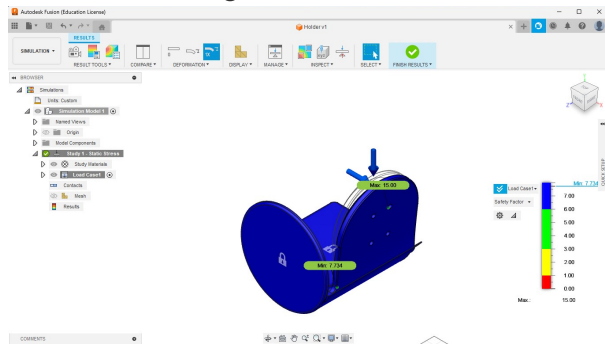 Autodesk Fusion (Education License)
Holder v1
RESULTS
SIMULATION
RESULT TOOLS
COMPARE
DEFORMATION
DISPLAY
MANAGE
INSPECT
SELECT
FINISH RESULTS
BROWSER
Simulations
Units: Custom
Simulation Model 1
Named Views
Origin
Model Components
Study 1 - Static Stress
Study Materials
Load Case1
Contacts
Mesh
Results
Max: 15.00
Min: 7.734
Load Case1
Safety Factor
Min: 7.734
7.00
6.00
5.00
4.00
3.00
2.00
1.00
0.00
Max.: 15.00
QUICK SETUP
COMMENTS